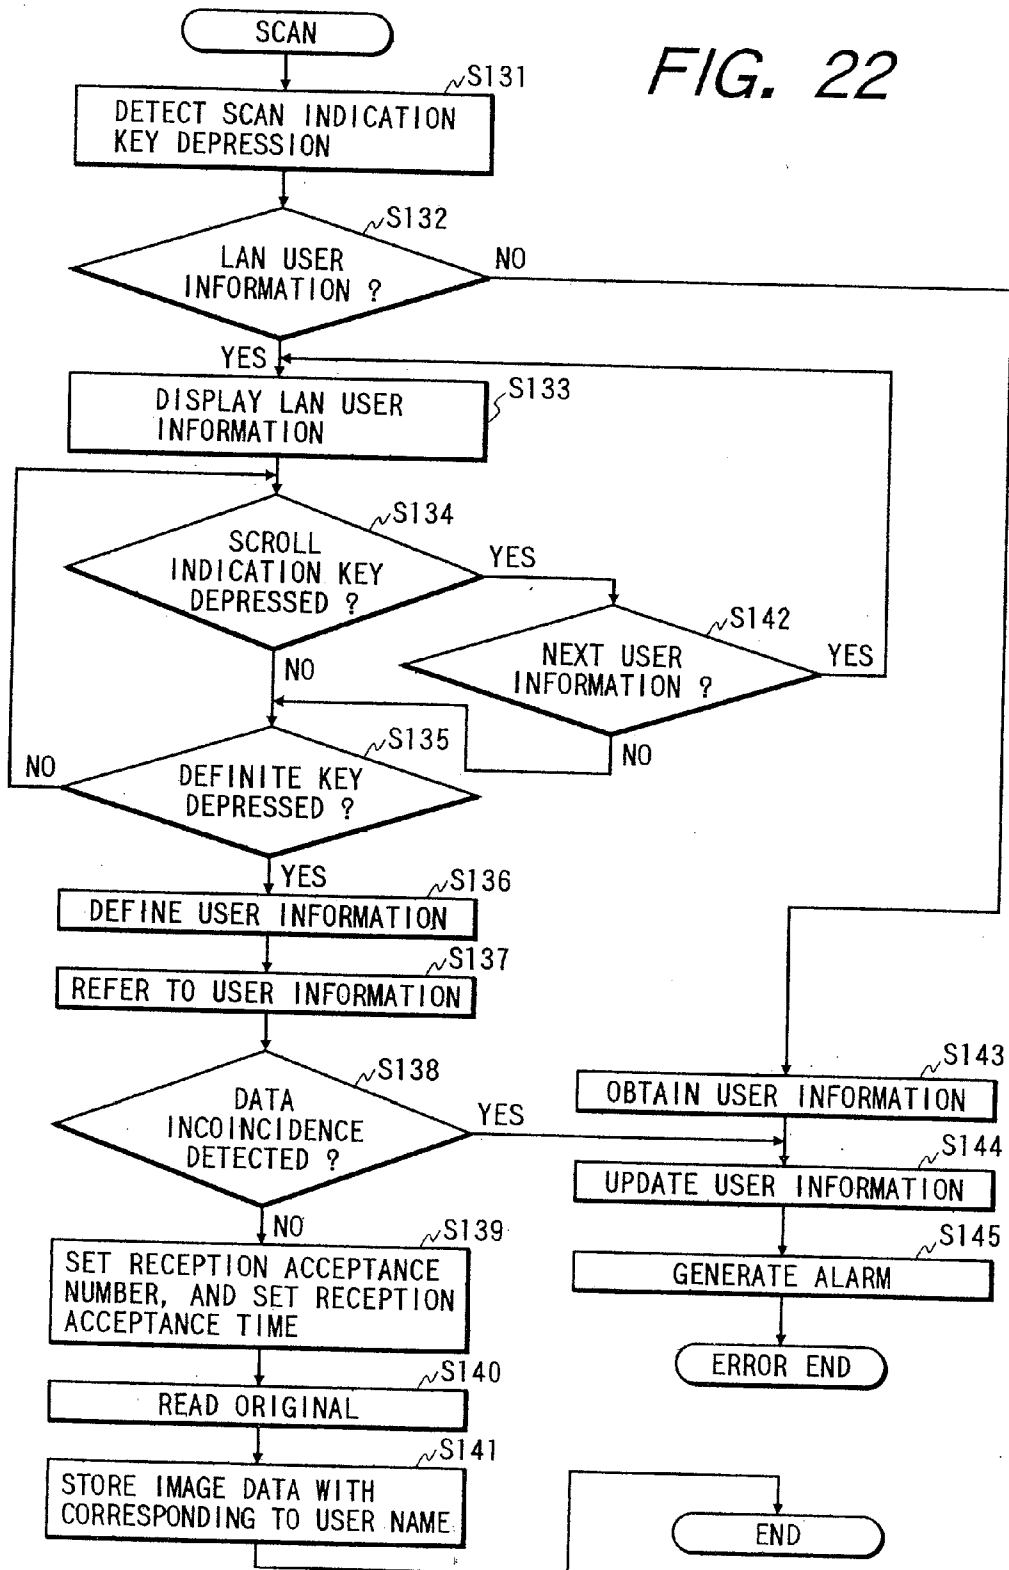 SCAN
FIG. 22
S131
DETECT SCAN INDICATION
KEY DEPRESSION
S132
LAN USER
INFORMATION ?
NO
YES
S133
DISPLAY LAN USER
INFORMATION
S134
SCROLL
INDICATION KEY
DEPRESSED ?
YES
S142
NEXT USER
INFORMATION ?
YES
NO
NO
S135
DEFINITE KEY
DEPRESSED ?
NO
YES
S136
DEFINE USER INFORMATION
S137
REFER TO USER INFORMATION
S138
DATA
INCOINCIDENCE
DETECTED ?
YES
NO
S143
OBTAIN USER INFORMATION
S144
UPDATE USER INFORMATION
S145
GENERATE ALARM
ERROR END
S139
SET RECEPTION ACCEPTANCE
NUMBER, AND SET RECEPTION
ACCEPTANCE TIME
S140
READ ORIGINAL
S141
STORE IMAGE DATA WITH
CORRESPONDING TO USER NAME
END